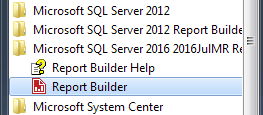 Microsoft SQL Server 2012
Microsoft SQL Server 2012 Report Builder
Microsoft SQL Server 2016 2016JulMR Re
Report Builder Help
Report Builder
Microsoft System Center